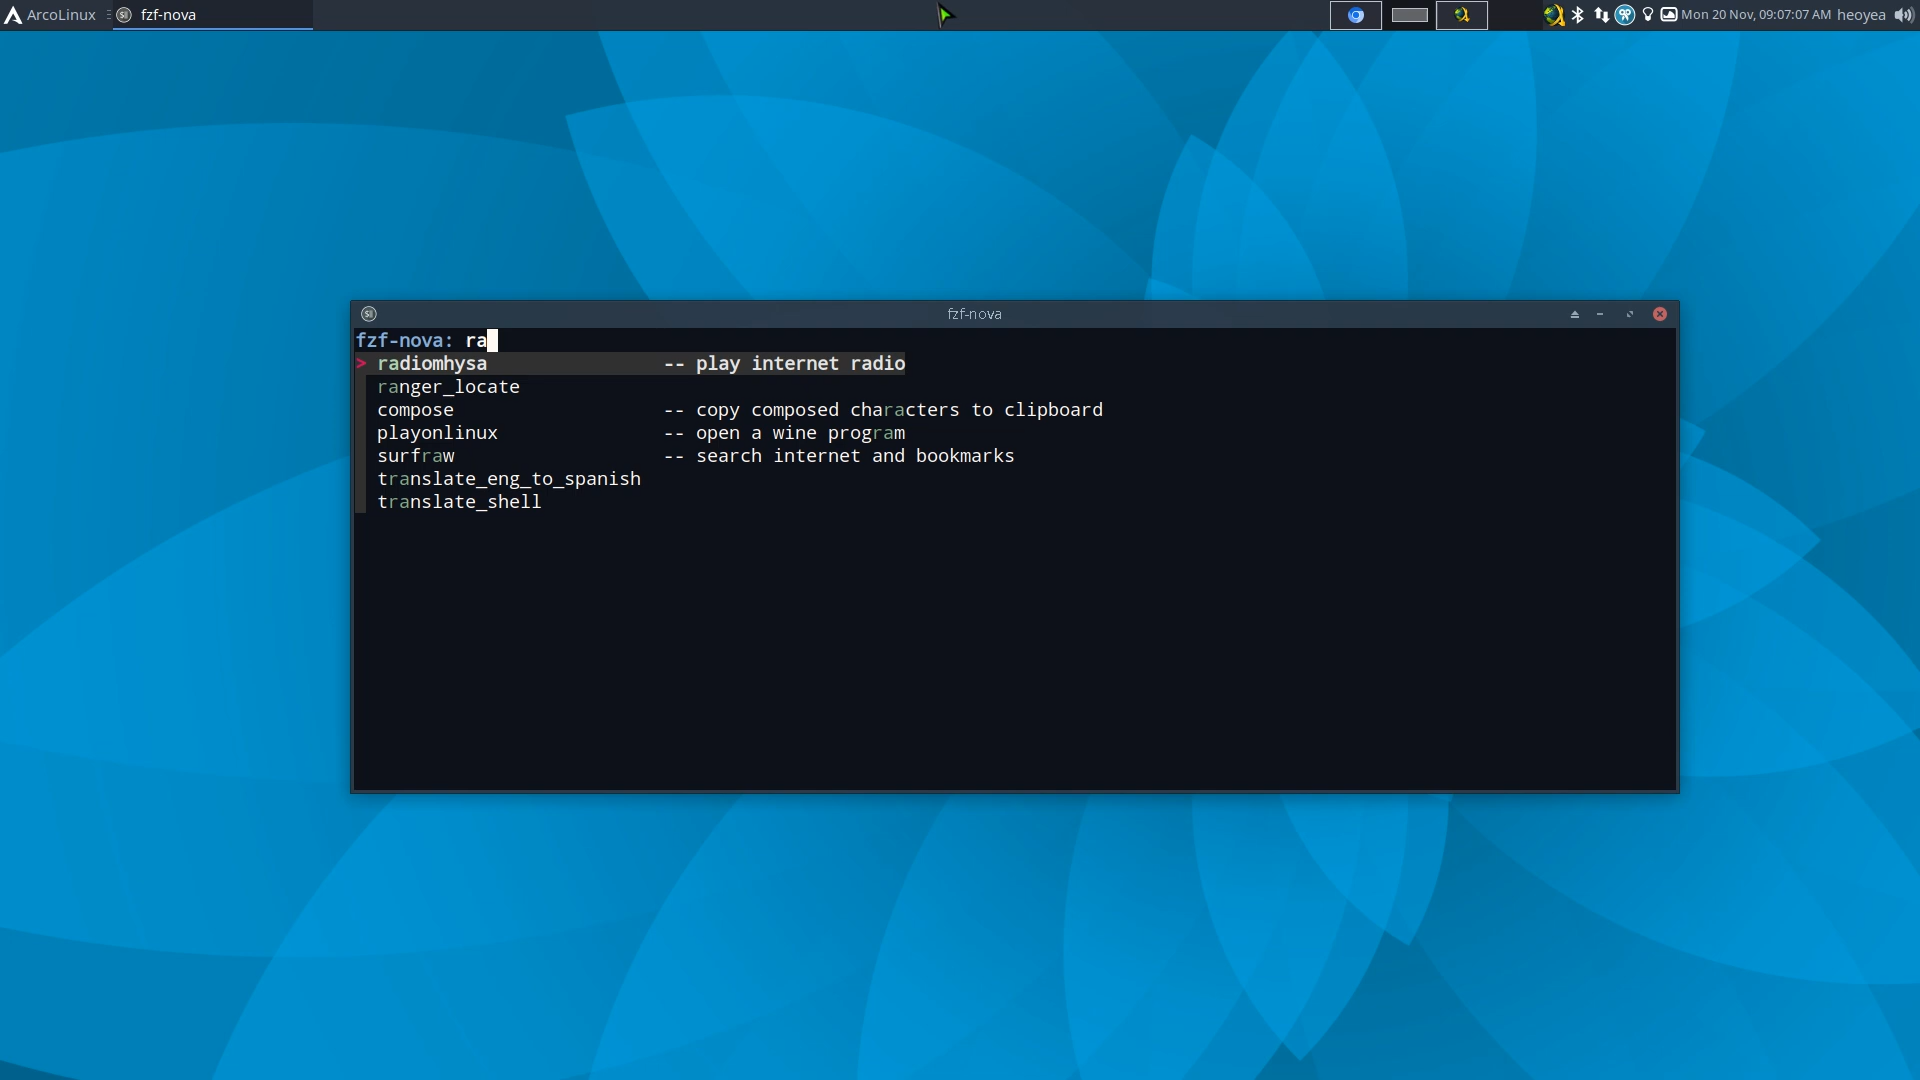 ArcoLinux fzf-nova Mon 20 Nov, 09:07:07 AM heoyea
fzf-nova
fzf-nova: ra
> radiomhysa -- play internet radio
ranger_locate
compose -- copy composed characters to clipboard
playonlinux -- open a wine program
surfraw -- search internet and bookmarks
translate_eng_to_spanish
translate_shell